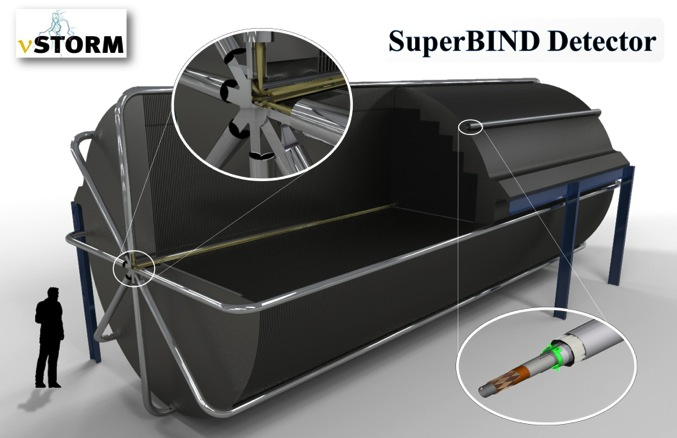 νSTORM
SuperBIND Detector